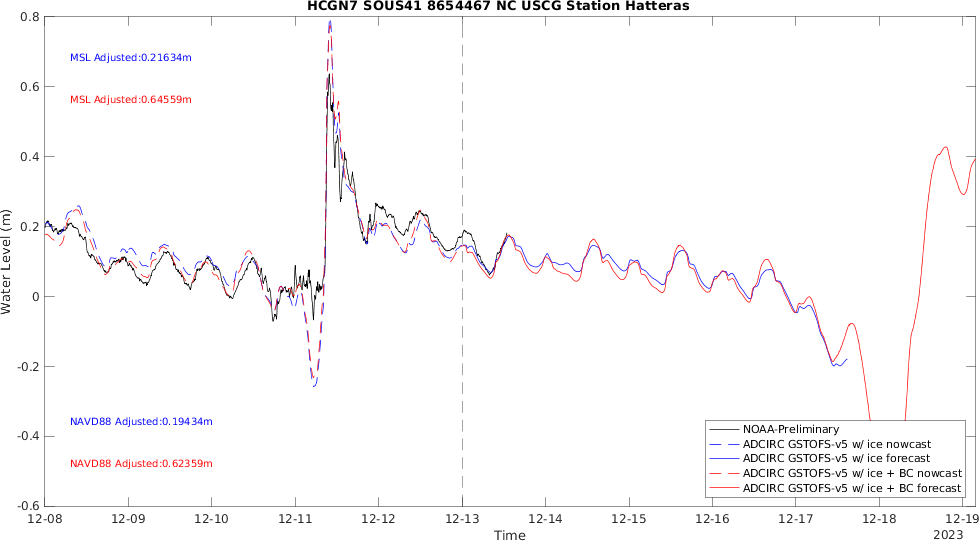 HCGN7 SOUS41 8654467 NC USCG Station Hatteras
MSL Adjusted:0.21634m
MSL Adjusted:0.64559m
NAVD88 Adjusted:0.19434m
NAVD88 Adjusted:0.62359m
Water Level (m)
0.8
0.6
0.4
0.2
0
-0.2
-0.4
-0.6
NOAA-Preliminary
ADCIRC GSTOFS-v5 w/ ice nowcast
ADCIRC GSTOFS-v5 w/ ice forecast
ADCIRC GSTOFS-v5 w/ ice + BC nowcast
ADCIRC GSTOFS-v5 w/ ice + BC forecast
12-08 12-09 12-10 12-11 12-12 12-13 12-14 12-15 12-16 12-17 12-18 12-19
Time
2023